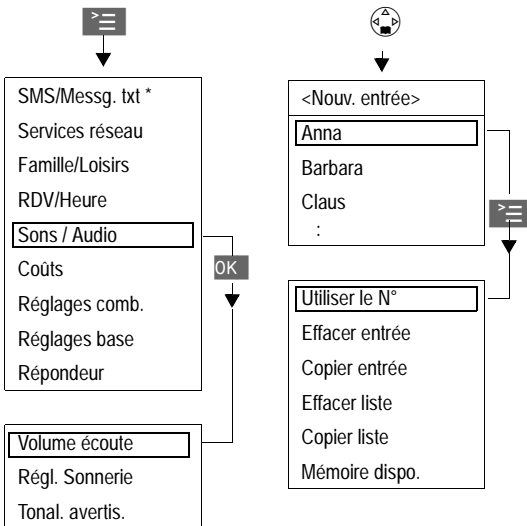 SMS/Messg. txt *
Services réseau
Famille/Loisirs
RDV/Heure
Sons / Audio
Coûts
Réglages comb.
Réglages base
Répondeur
OK
Volume écoute
Régl. Sonnerie
Tonal. avertis.
<Nouv. entrée>
Anna
Barbara
Claus
:
Utiliser le N°
Effacer entrée
Copier entrée
Effacer liste
Copier liste
Mémoire dispo.